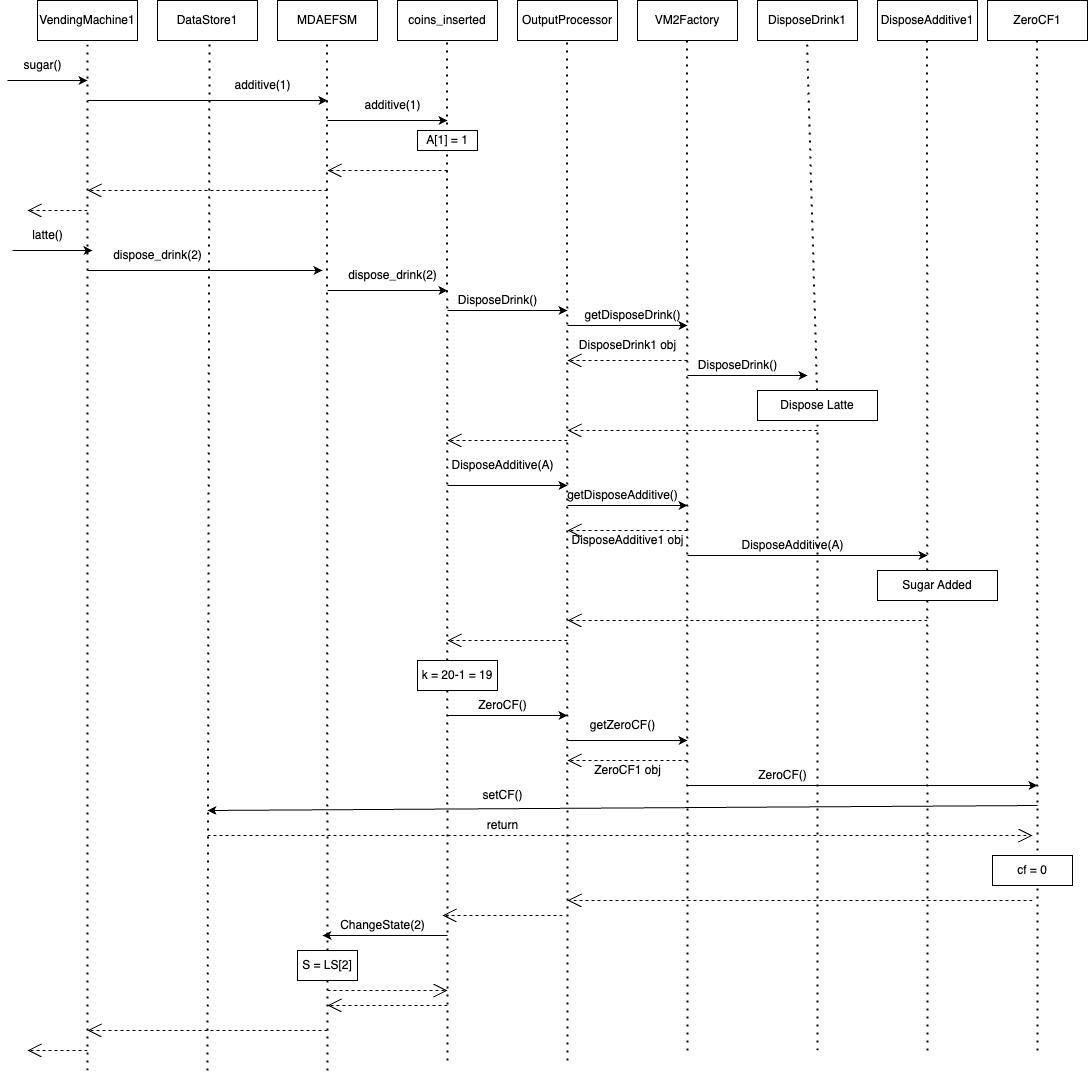 VendingMachine1
DataStore1
MDAEFSM
coins_inserted
OutputProcessor
VM2Factory
DisposeDrink1
DisposeAdditive1
ZeroCF1
sugar()
additive(1)
additive(1)
A[1] = 1
latte()
dispose_drink(2)
dispose_drink(2)
DisposeDrink()
getDisposeDrink()
DisposeDrink1 obj
DisposeDrink()
Dispose Latte
DisposeAdditive(A)
getDisposeAdditive()
DisposeAdditive1 obj
DisposeAdditive(A)
Sugar Added
k = 20-1 = 19
ZeroCF()
getZeroCF()
ZeroCF1 obj
ZeroCF()
setCF()
return
cf = 0
ChangeState(2)
S = LS[2]